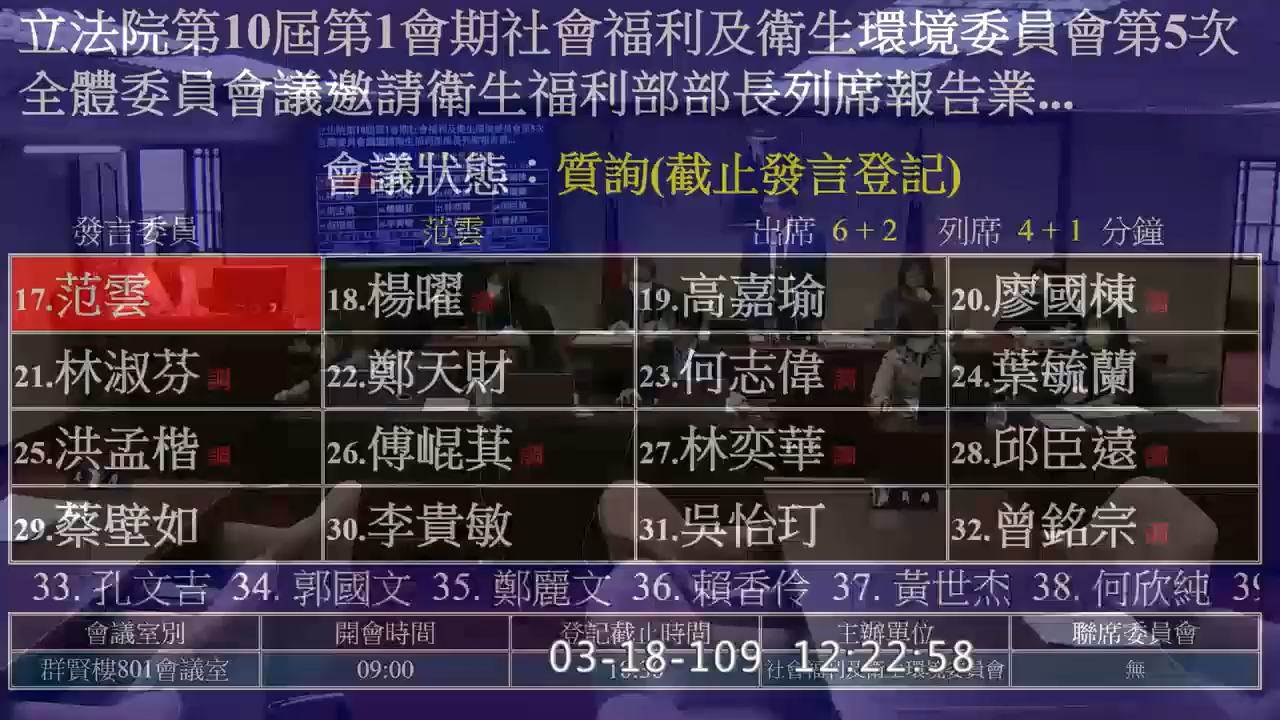 立法院第10屆第1會期社會福利及衛生環境委員會第5次
全體委員會議邀請衛生福利部部長列席報告業...
會議狀態：質詢(截止發言登記)
發言委員 范雲 出席 6+2 列席 4+1 分鐘
17.范雲 18.楊曜 19.高嘉瑜 20.廖國棟
21.林淑芬 22.鄭天財 23.何志偉 24.葉毓蘭
25.洪孟楷 26.傅崐萁 27.林奕華 28.邱臣遠
29.蔡壁如 30.李貴敏 31.吳怡玎 32.曾銘宗
33. 孔文吉 34. 郭國文 35. 鄭麗文 36. 賴香伶 37. 黃世杰 38. 何欣純 39
會議室別 開會時間 登記截止時間 主辦單位 聯席委員會
群賢樓801會議室 09:00 社會福利及衛生環境委員會 無
03-18-109 12:22:58